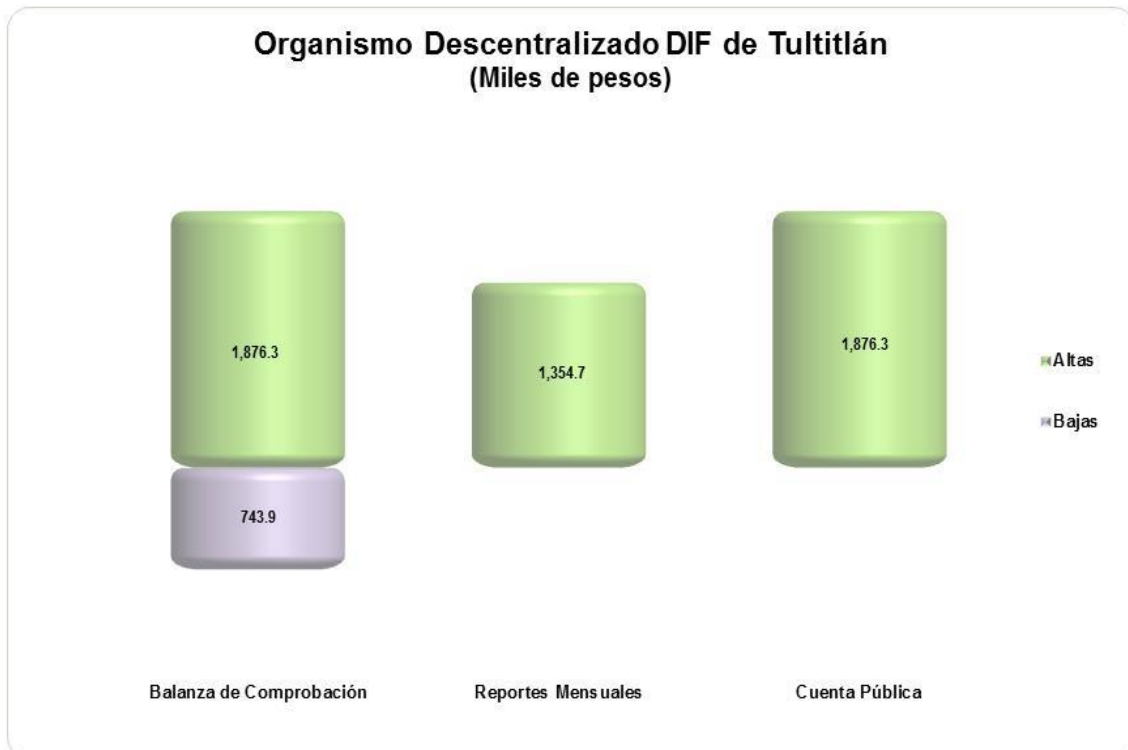 Organismo Descentralizado DIF de Tultitlán
(Miles de pesos)
1,876.3
1,354.7
1,876.3
Altas
Bajas
743.9
Balanza de Comprobación
Reportes Mensuales
Cuenta Pública